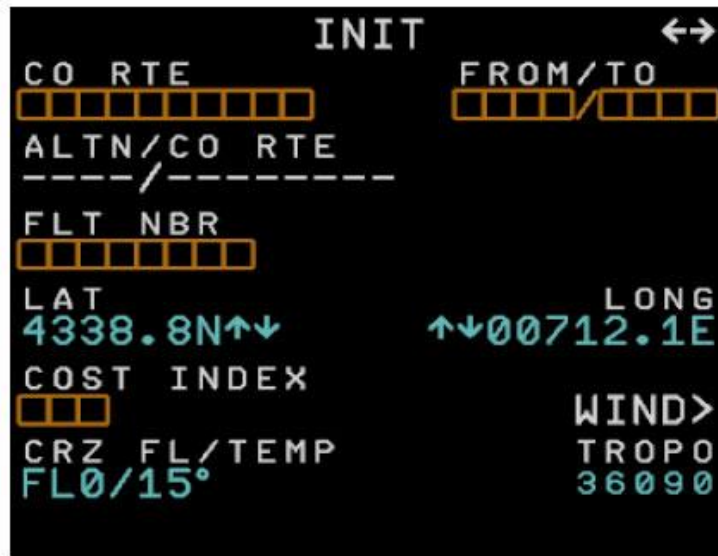 INIT ←→
CO RTE FROM/TO
□□□□□□□□□□ □□□□/□□□□
ALTN/CO RTE
----/--------
FLT NBR
□□□□□□□□
LAT LONG
4338.8N↑↓ ↑↓00712.1E
COST INDEX
□□□ WIND>
CRZ FL/TEMP TROPO
FL0/15° 36090